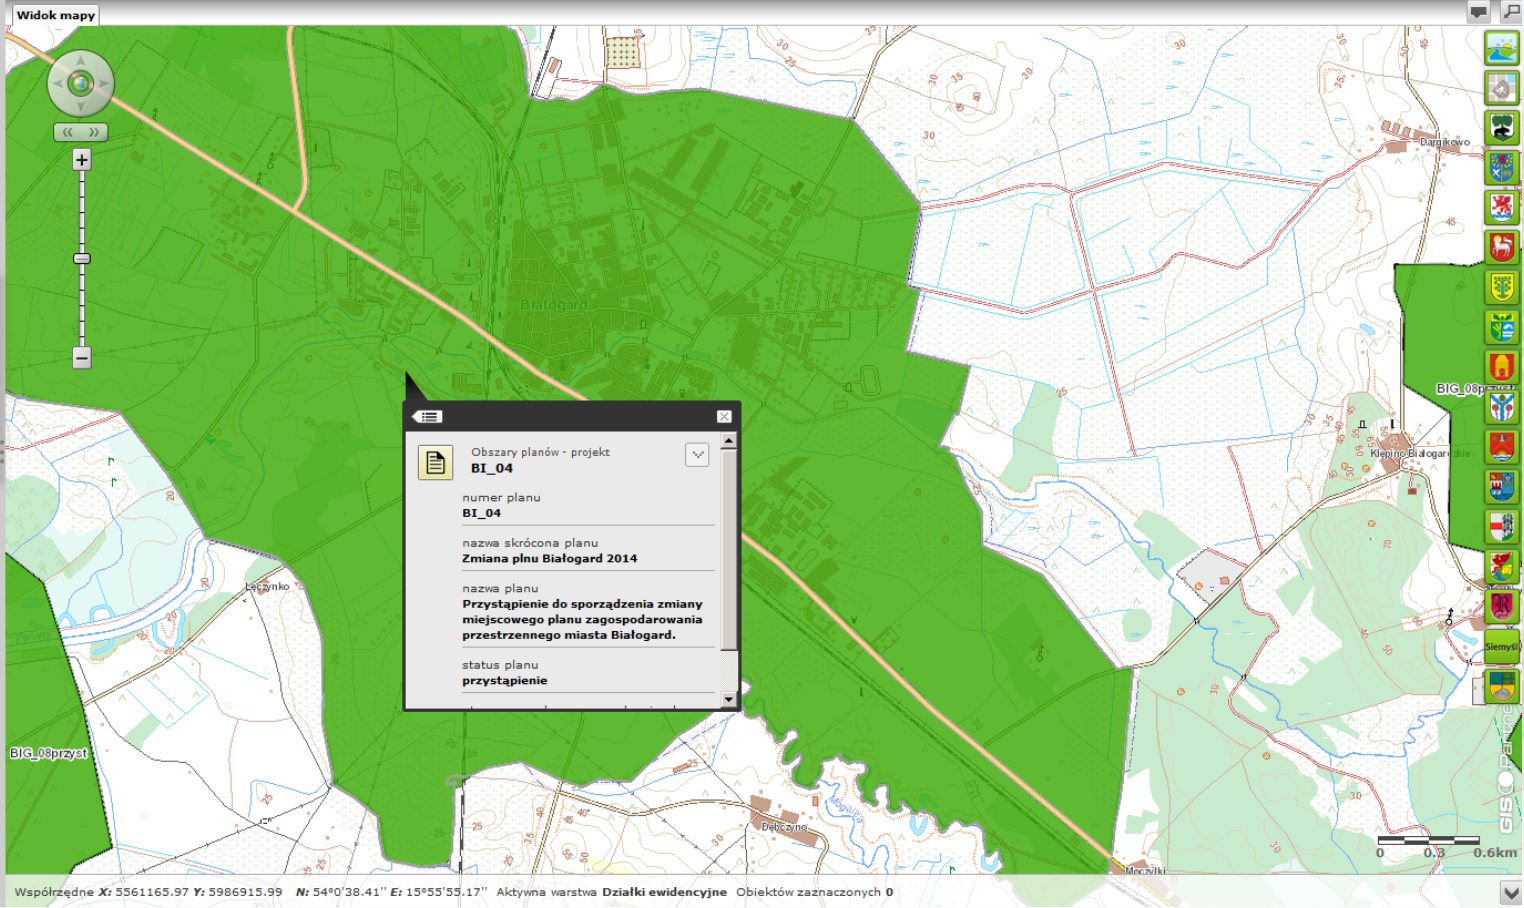 Widok mapy
Dargikowo
Białogard
BIG_08przyst
Klępino Białogardzkie
Obszary planów - projekt
BI_04
numer planu
BI_04
nazwa skrócona planu
Zmiana plnu Białogard 2014
nazwa planu
Przystąpienie do sporządzenia zmiany
miejscowego planu zagospodarowania
przestrzennego miasta Białogard.
status planu
przystąpienie
Łęczynko
Siemyśl
BIG_08przyst
Mogilica
Dębczyno
Moczyłki
GISPartner
0 0.3 0.6km
Współrzędne X: 5561165.97 Y: 5986915.99 N: 54°0'38.41'' E: 15°55'55.17'' Aktywna warstwa Działki ewidencyjne Obiektów zaznaczonych 0